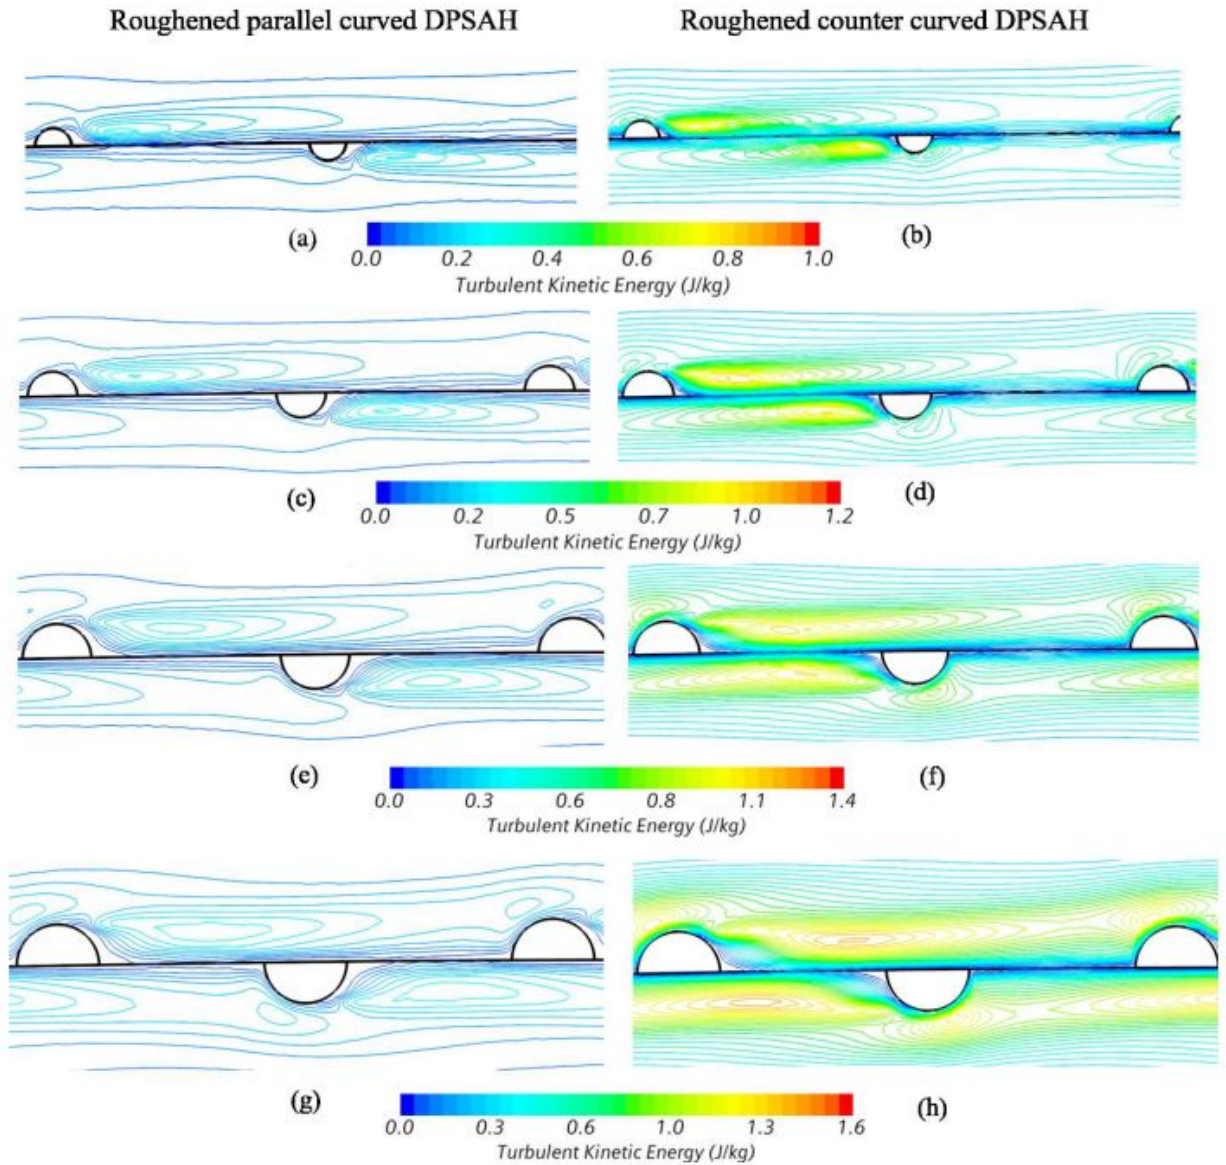 Roughened parallel curved DPSAH
Roughened counter curved DPSAH
(a)
(b)
0.0 0.2 0.4 0.6 0.8 1.0
Turbulent Kinetic Energy (J/kg)
(c)
(d)
0.0 0.2 0.5 0.7 1.0 1.2
Turbulent Kinetic Energy (J/kg)
(e)
(f)
0.0 0.3 0.6 0.8 1.1 1.4
Turbulent Kinetic Energy (J/kg)
(g)
(h)
0.0 0.3 0.6 1.0 1.3 1.6
Turbulent Kinetic Energy (J/kg)